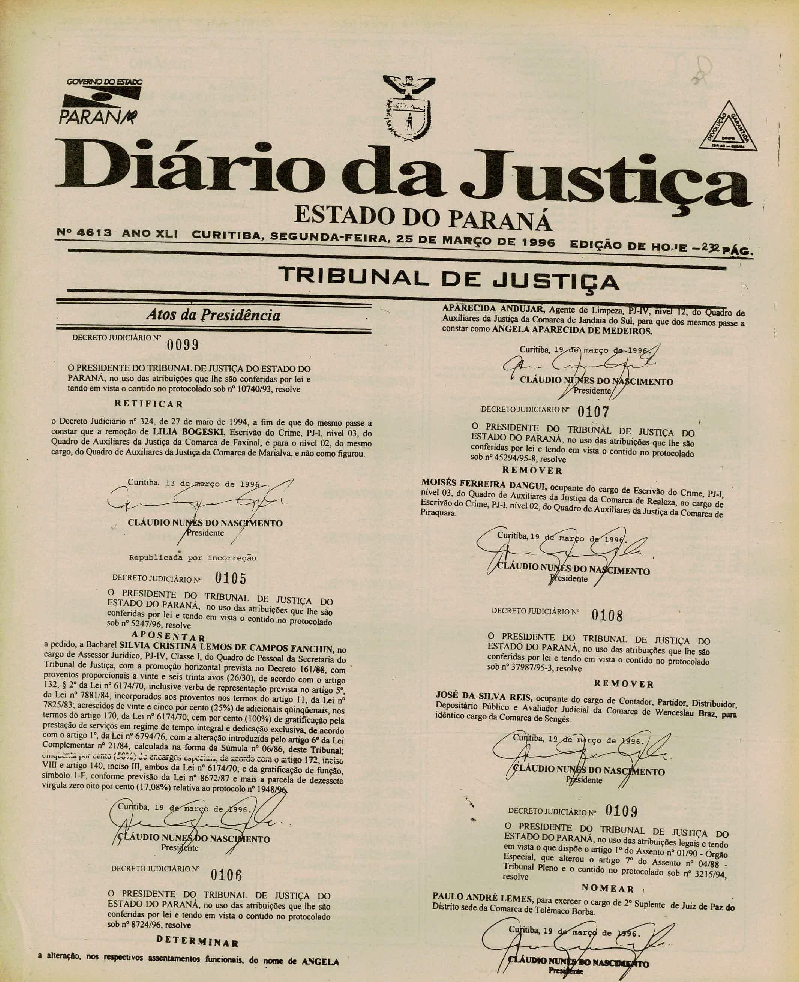 GOVERNO DO ESTADO
PARANÁ
DEVOLUÇÃO GARANTIDA
Diário da Justiça
ESTADO DO PARANÁ
Nº 4613 ANO XLI CURITIBA, SEGUNDA-FEIRA, 25 DE MARÇO DE 1996 EDIÇÃO DE HOJE - 232 PÁG.
TRIBUNAL DE JUSTIÇA
Atos da Presidência
DECRETO JUDICIÁRIO Nº 0099
O PRESIDENTE DO TRIBUNAL DE JUSTIÇA DO ESTADO DO
PARANÁ, no uso das atribuições que lhe são conferidas por lei e
tendo em vista o contido no protocolado sob nº 10740/93, resolve
RETIFICAR
o Decreto Judiciário nº 324, de 27 de maio de 1994, a fim de que do mesmo passe a
constar que a remoção de LILIA BOGESKI, Escrivão do Crime, PJ-I, nível 03, do
Quadro de Auxiliares da Justiça da Comarca de Faxinal, é para o nível 02, do mesmo
cargo, do Quadro de Auxiliares da Justiça da Comarca de Marialva, e não como figurou.
Curitiba, 13 de março de 1996.
CLÁUDIO NUNES DO NASCIMENTO
Presidente
Republicada por incorreção
DECRETO JUDICIÁRIO Nº 0105
O PRESIDENTE DO TRIBUNAL DE JUSTIÇA DO
ESTADO DO PARANÁ, no uso das atribuições que lhe são
conferidas por lei e tendo em vista o contido no protocolado
sob nº 5247/96, resolve
APOSENTAR
a pedido, a Bacharel SILVIA CRISTINA LEMOS DE CAMPOS FANCHIN, no
cargo de Assessor Jurídico, PJ-IV, Classe I, do Quadro de Pessoal da Secretaria do
Tribunal de Justiça, com a promoção horizontal prevista no Decreto 161/88, com
proventos proporcionais a vinte e seis trinta avos (26/30), de acordo com o artigo
132, § 2º da Lei nº 6174/70, inclusive verba de representação prevista no artigo 5º,
da Lei nº 7881/84, incorporados aos proventos nos termos do artigo 11, da Lei nº
7825/83, acrescidos de vinte e cinco por cento (25%) de adicionais qüinqüenais, nos
termos do artigo 170, da Lei nº 6174/70, cem por cento (100%) de gratificação pela
prestação de serviços em regime de tempo integral e dedicação exclusiva, de acordo
com o artigo 1º, da Lei nº 6794/76, com a alteração introduzida pelo artigo 6º da Lei
Complementar nº 21/84, calculada na forma da Súmula nº 06/86, deste Tribunal;
cinqüenta por cento (50%) de encargos especiais, de acordo com o artigo 172, inciso
VIII e artigo 140, inciso III, ambos da Lei nº 6174/70; e da gratificação de função,
símbolo 1-F, conforme previsão da Lei nº 8672/87 e mais a parcela de dezessete
vírgula zero oito por cento (17,08%) relativa ao protocolo nº 1948/96.
Curitiba, 19 de março de 1996.
CLÁUDIO NUNES DO NASCIMENTO
Presidente
DECRETO JUDICIÁRIO Nº 0106
O PRESIDENTE DO TRIBUNAL DE JUSTIÇA DO
ESTADO DO PARANÁ, no uso das atribuições que lhe são
conferidas por lei e tendo em vista o contido no protocolado
sob nº 8724/96, resolve
DETERMINAR
a alteração, nos respectivos assentamentos funcionais, do nome de ANGELA
APARECIDA ANDUJAR, Agente de Limpeza, PJ-IV, nível 12, do Quadro de
Auxiliares da Justiça da Comarca de Jandaia do Sul, para que dos mesmos passe a
constar como ANGELA APARECIDA DE MEDEIROS.
Curitiba, 19 de março de 1996.
CLÁUDIO NUNES DO NASCIMENTO
Presidente
DECRETO JUDICIÁRIO Nº 0107
O PRESIDENTE DO TRIBUNAL DE JUSTIÇA DO
ESTADO DO PARANÁ, no uso das atribuições que lhe são
conferidas por lei e tendo em vista o contido no protocolado
sob nº 45294/95-8, resolve
REMOVER
MOISÉS FERREIRA DANGUI, ocupante do cargo de Escrivão do Crime, PJ-I,
nível 03, do Quadro de Auxiliares da Justiça da Comarca de Realeza, ao cargo de
Escrivão do Crime, PJ-I, nível 02, do Quadro de Auxiliares da Justiça da Comarca de
Piraquara.
Curitiba, 19 de março de 1996.
CLÁUDIO NUNES DO NASCIMENTO
Presidente
DECRETO JUDICIÁRIO Nº 0108
O PRESIDENTE DO TRIBUNAL DE JUSTIÇA DO
ESTADO DO PARANÁ, no uso das atribuições que lhe são
conferidas por lei e tendo em vista o contido no protocolado
sob nº 37987/95-3, resolve
REMOVER
JOSÉ DA SILVA REIS, ocupante do cargo de Contador, Partidor, Distribuidor,
Depositário Público e Avaliador Judicial da Comarca de Wenceslau Braz, para
idêntico cargo da Comarca de Sengés.
Curitiba, 19 de março de 1996.
CLÁUDIO NUNES DO NASCIMENTO
Presidente
DECRETO JUDICIÁRIO Nº 0109
O PRESIDENTE DO TRIBUNAL DE JUSTIÇA DO
ESTADO DO PARANÁ, no uso das atribuições legais e tendo
em vista o que dispõe o artigo 1º do Assento nº 01/90 - Órgão
Especial, que alterou o artigo 7º do Assento nº 04/88 -
Tribunal Pleno e o contido no protocolado sob nº 3215/94,
resolve
NOMEAR
PAULO ANDRÉ LEMES, para exercer o cargo de 2º Suplente de Juiz de Paz do
Distrito sede da Comarca de Telêmaco Borba.
Curitiba, 19 de março de 1996.
CLÁUDIO NUNES DO NASCIMENTO
Presidente